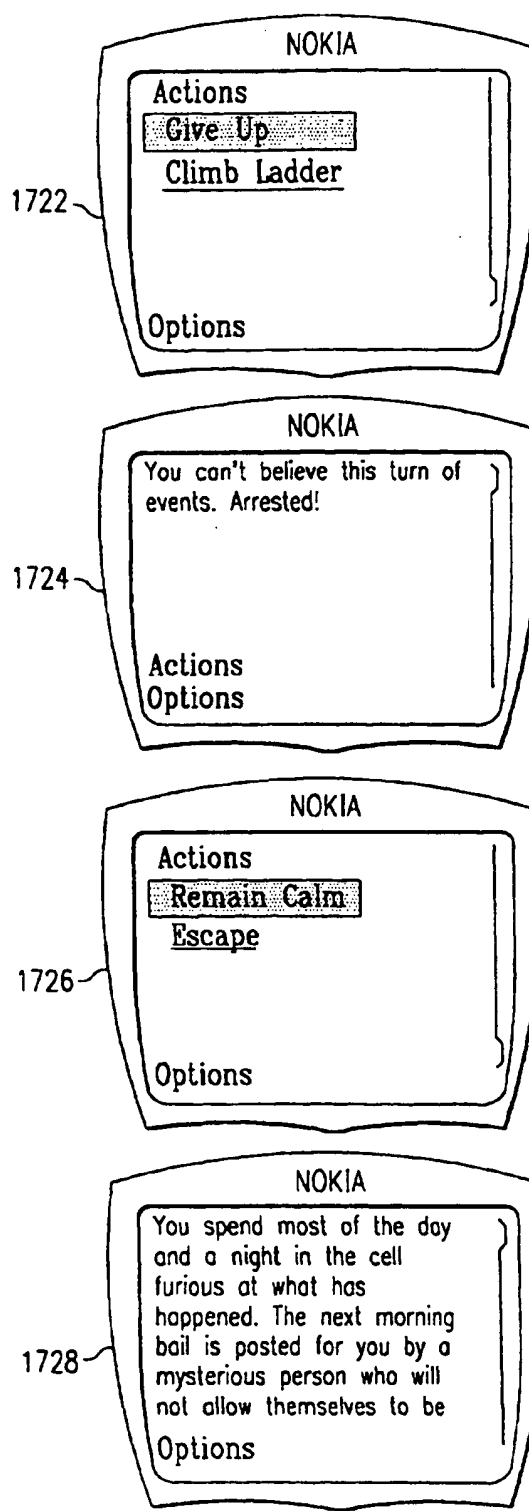 NOKIA
Actions
Give Up
Climb Ladder
1722
Options
NOKIA
You can't believe this turn of
events. Arrested!
1724
Actions
Options
NOKIA
Actions
Remain Calm
Escape
1726
Options
NOKIA
You spend most of the day
and a night in the cell
furious at what has
happened. The next morning
bail is posted for you by a
1728
mysterious person who will
not allow themselves to be
Options